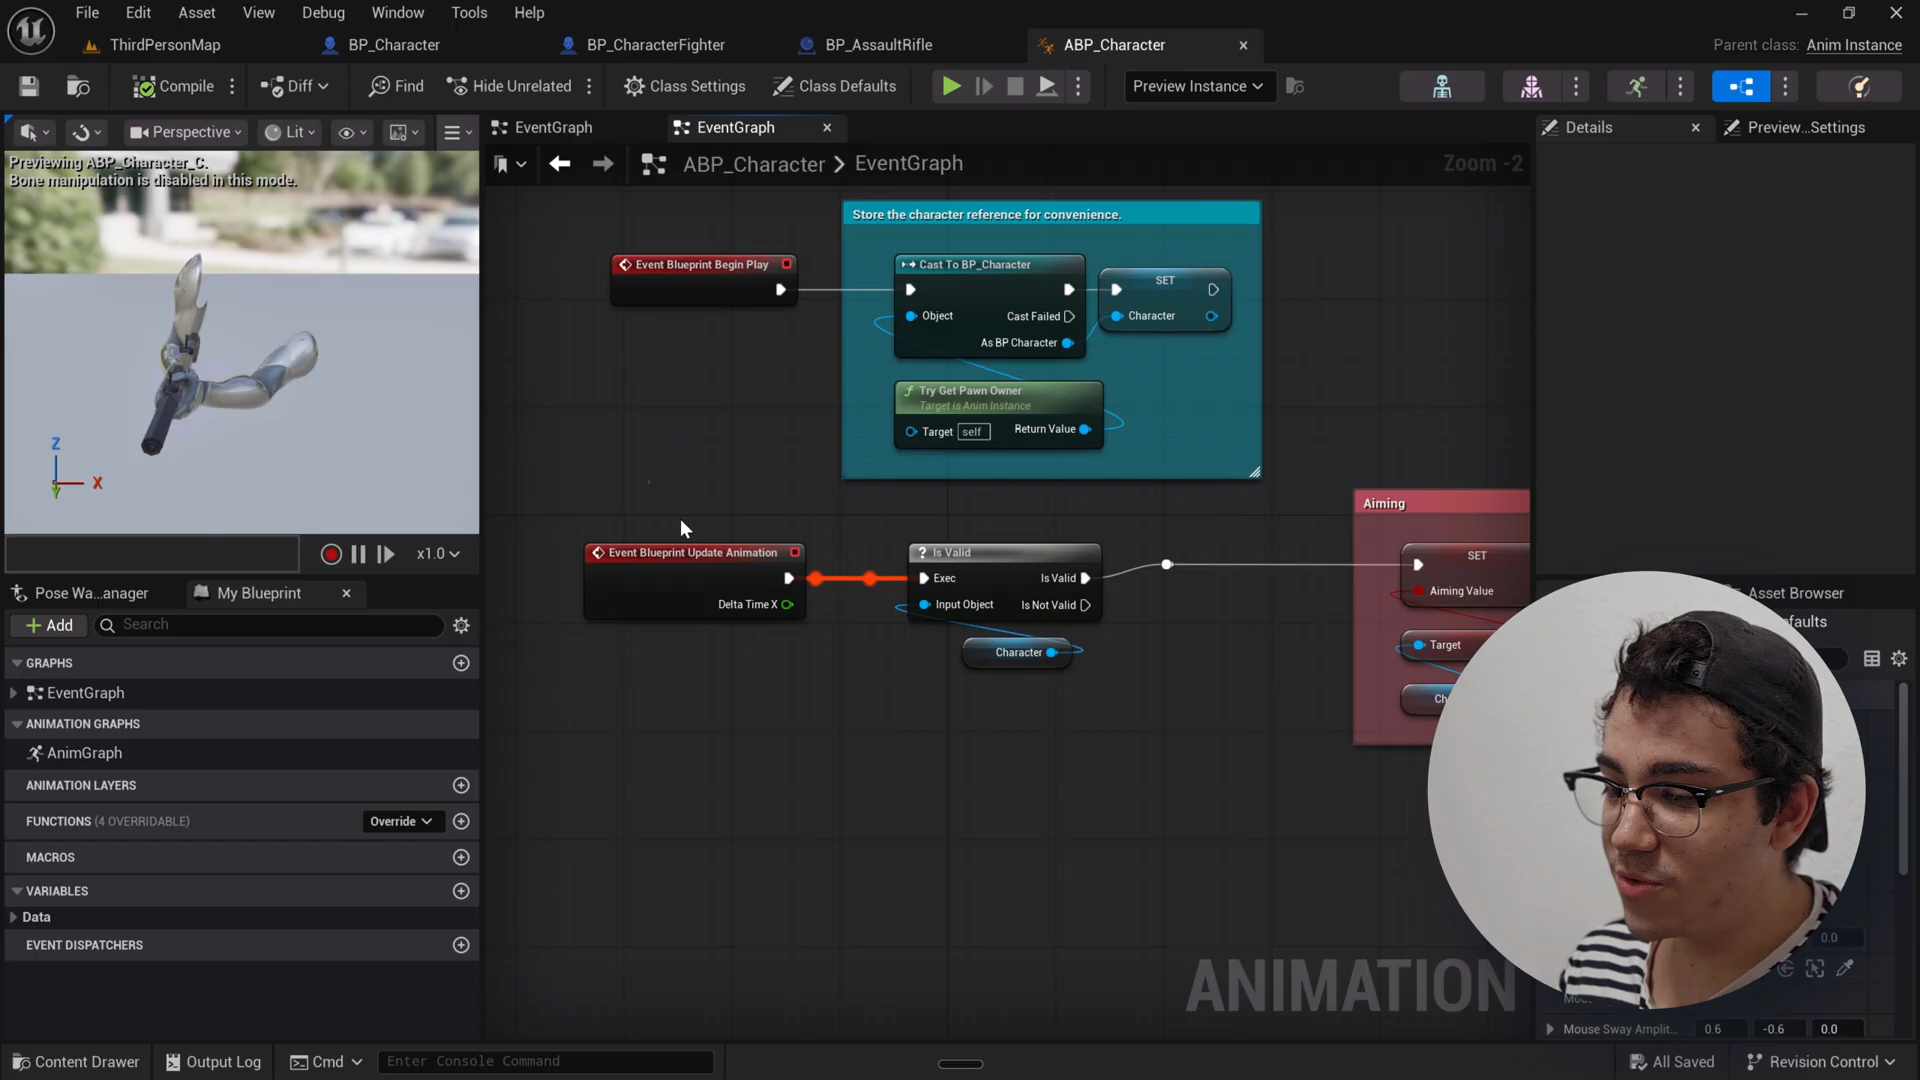 File Edit Asset View Debug Window Tools Help
ThirdPersonMap BP_Character BP_CharacterFighter BP_AssaultRifle ABP_Character Parent class: Anim Instance
Compile Diff Find Hide Unrelated Class Settings Class Defaults Preview Instance
Perspective Lit EventGraph EventGraph Details Preview...Settings
Previewing ABP_Character_C.
Bone manipulation is disabled in this mode.
ABP_Character > EventGraph Zoom -2
Store the character reference for convenience.
Event Blueprint Begin Play
Cast To BP_Character
Object
Cast Failed
As BP Character
SET
Character
Try Get Pawn Owner
Target is Anim Instance
Target self Return Value
Z
X
Y
x1.0
Event Blueprint Update Animation
Delta Time X
Is Valid
Exec Is Valid
Input Object Is Not Valid
Character
Aiming
SET
Aiming Value
Target
Pose Wa...anager My Blueprint
Add Search
GRAPHS
EventGraph
ANIMATION GRAPHS
AnimGraph
ANIMATION LAYERS
FUNCTIONS (4 OVERRIDABLE) Override
MACROS
VARIABLES
Data
EVENT DISPATCHERS
Asset Browser
0.0
Mouse Sway Amplit... 0.6 -0.6 0.0
ANIMATION
Content Drawer Output Log Cmd Enter Console Command All Saved Revision Control